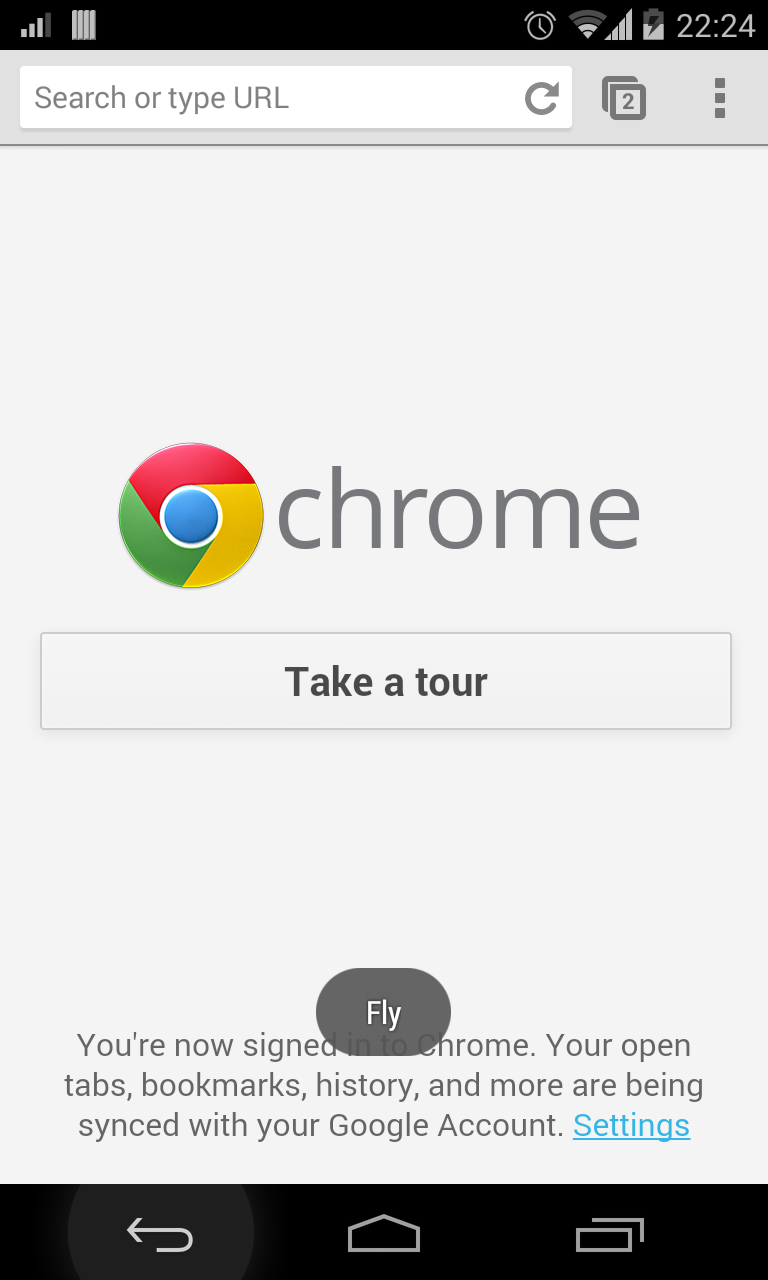 22:24
Search or type URL
2
chrome
Take a tour
Fly
You're now signed in to Chrome. Your open
tabs, bookmarks, history, and more are being
synced with your Google Account. Settings